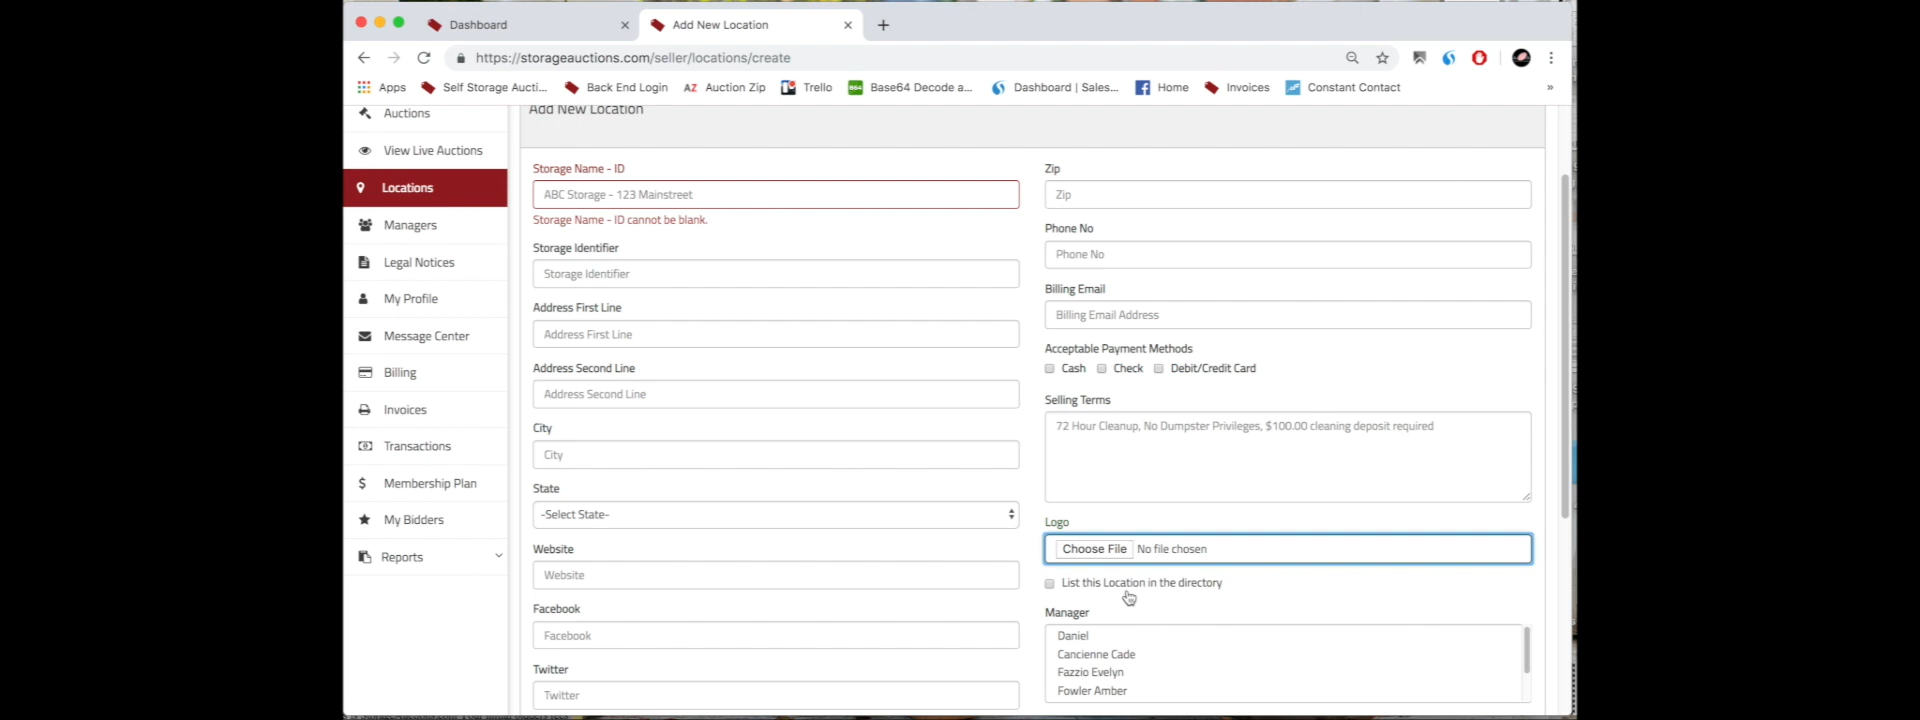 Dashboard
Add New Location
https://storageauctions.com/seller/locations/create
Apps
Self Storage Aucti...
Back End Login
AZ Auction Zip
Trello
B64 Base64 Decode a...
Dashboard | Sales...
Home
Invoices
Constant Contact
»
Auctions
View Live Auctions
Locations
Managers
Legal Notices
My Profile
Message Center
Billing
Invoices
Transactions
Membership Plan
My Bidders
Reports
Add New Location
Storage Name - ID
ABC Storage - 123 Mainstreet
Storage Name - ID cannot be blank.
Storage Identifier
Storage Identifier
Address First Line
Address First Line
Address Second Line
Address Second Line
City
City
State
-Select State-
Website
Website
Facebook
Facebook
Twitter
Twitter
Zip
Zip
Phone No
Phone No
Billing Email
Billing Email Address
Acceptable Payment Methods
Cash Check Debit/Credit Card
Selling Terms
72 Hour Cleanup, No Dumpster Privileges, $100.00 cleaning deposit required
Logo
Choose File No file chosen
List this Location in the directory
Manager
Daniel
Cancienne Cade
Fazzio Evelyn
Fowler Amber